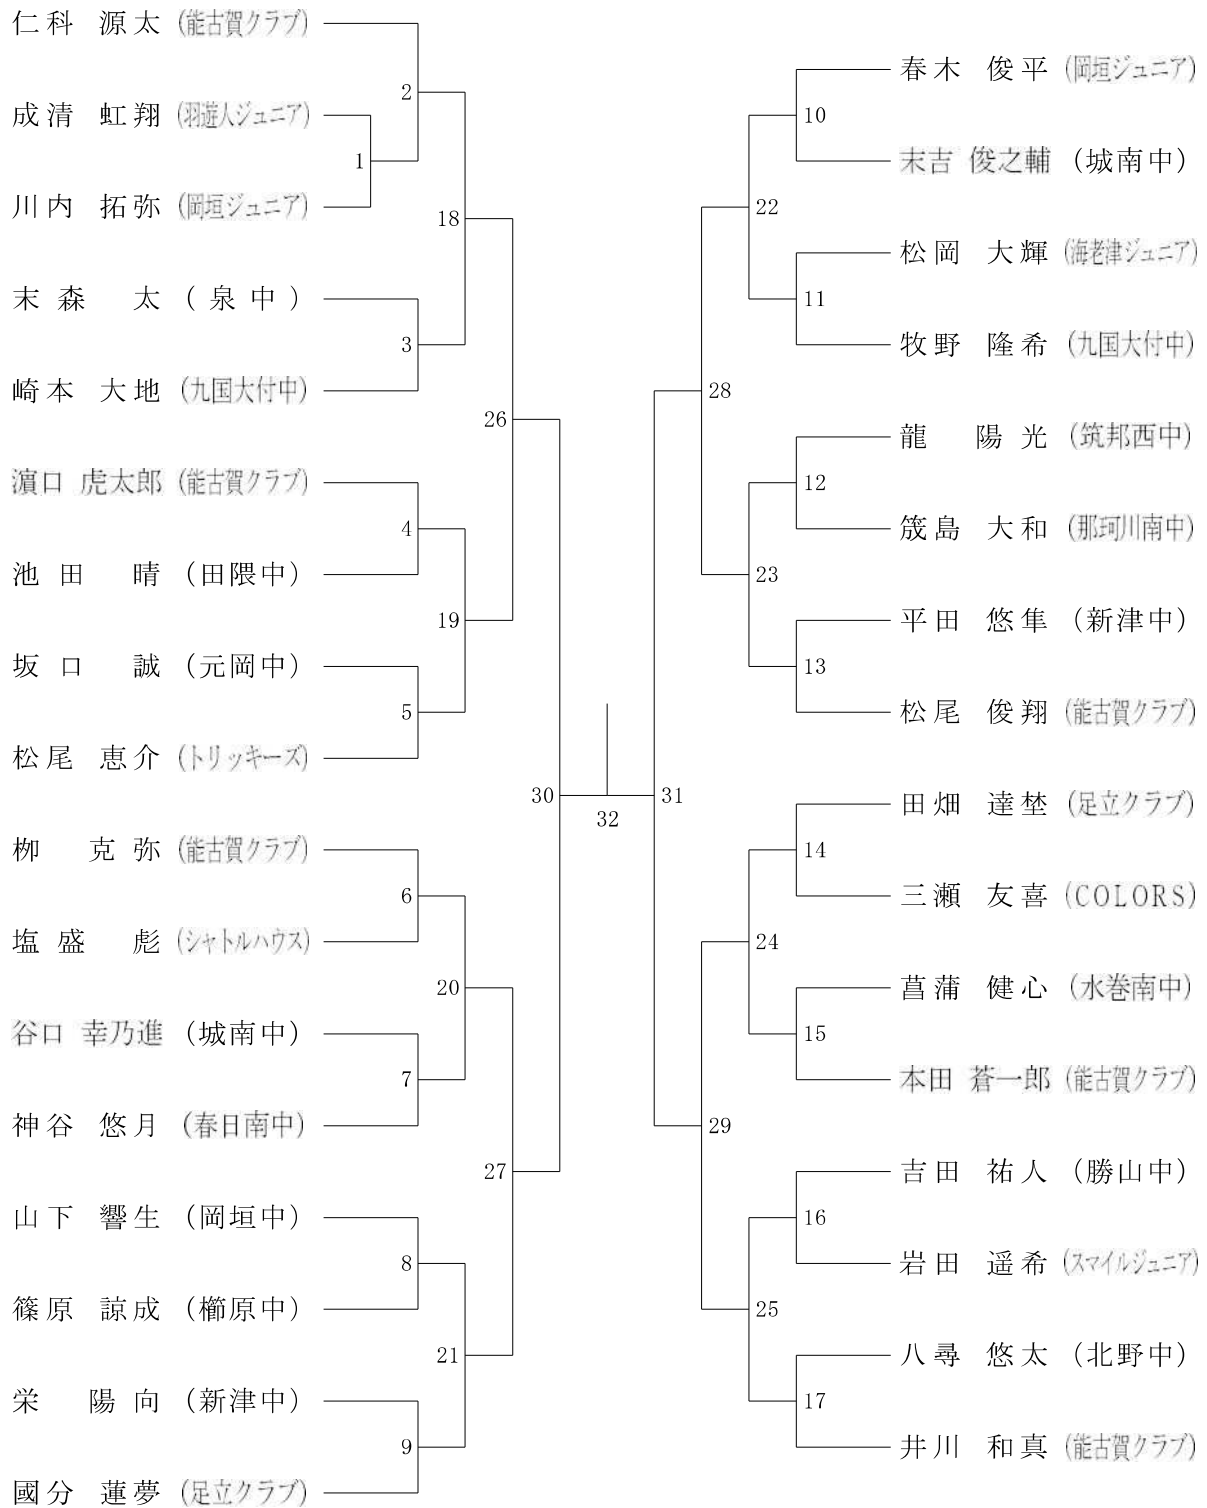 仁科 源太 (能古賀クラブ)
成清 虹翔 (羽遊人ジュニア)
川内 拓弥 (岡垣ジュニア)
末森 太 (泉中)
崎本 大地 (九国大付中)
濵口 虎太郎 (能古賀クラブ)
池田 晴 (田隈中)
坂口 誠 (元岡中)
松尾 恵介 (トリッキーズ)
栁 克弥 (能古賀クラブ)
塩盛 彪 (シャトルハウス)
谷口 幸乃進 (城南中)
神谷 悠月 (春日南中)
山下 響生 (岡垣中)
篠原 諒成 (櫛原中)
栄 陽向 (新津中)
國分 蓮夢 (足立クラブ)
1
2
3
4
5
6
7
8
9
18
19
20
21
26
27
30
32
31
28
29
22
23
24
25
10
11
12
13
14
15
16
17
春木 俊平 (岡垣ジュニア)
末吉 俊之輔 (城南中)
松岡 大輝 (海老津ジュニア)
牧野 隆希 (九国大付中)
龍 陽光 (筑邦西中)
筬島 大和 (那珂川南中)
平田 悠隼 (新津中)
松尾 俊翔 (能古賀クラブ)
田畑 達埜 (足立クラブ)
三瀬 友喜 (COLORS)
菖蒲 健心 (水巻南中)
本田 蒼一郎 (能古賀クラブ)
吉田 祐人 (勝山中)
岩田 遥希 (スマイルジュニア)
八尋 悠太 (北野中)
井川 和真 (能古賀クラブ)